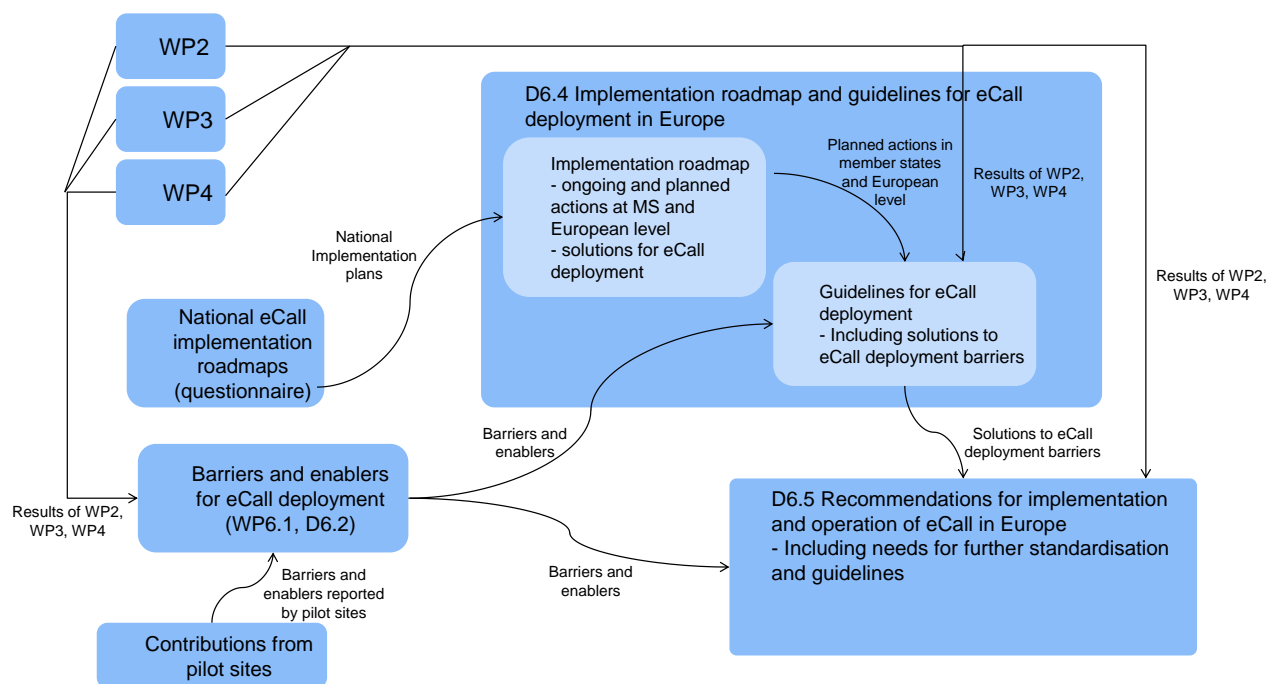 WP2
WP3
WP4
D6.4 Implementation roadmap and guidelines for eCall
deployment in Europe
Implementation roadmap
- ongoing and planned
actions at MS and
European level
- solutions for eCall
deployment
Planned actions in
member states
and European
level
Results of WP2,
WP3, WP4
National
Implementation
plans
Guidelines for eCall
deployment
- Including solutions to
eCall deployment barriers
Results of WP2,
WP3, WP4
National eCall
implementation
roadmaps
(questionnaire)
Barriers and
enablers
Solutions to eCall
deployment barriers
Barriers and enablers
for eCall deployment
(WP6.1, D6.2)
Results of WP2,
WP3, WP4
D6.5 Recommendations for implementation
and operation of eCall in Europe
- Including needs for further standardisation
and guidelines
Barriers and
enablers
Barriers and
enablers reported
by pilot sites
Contributions from
pilot sites